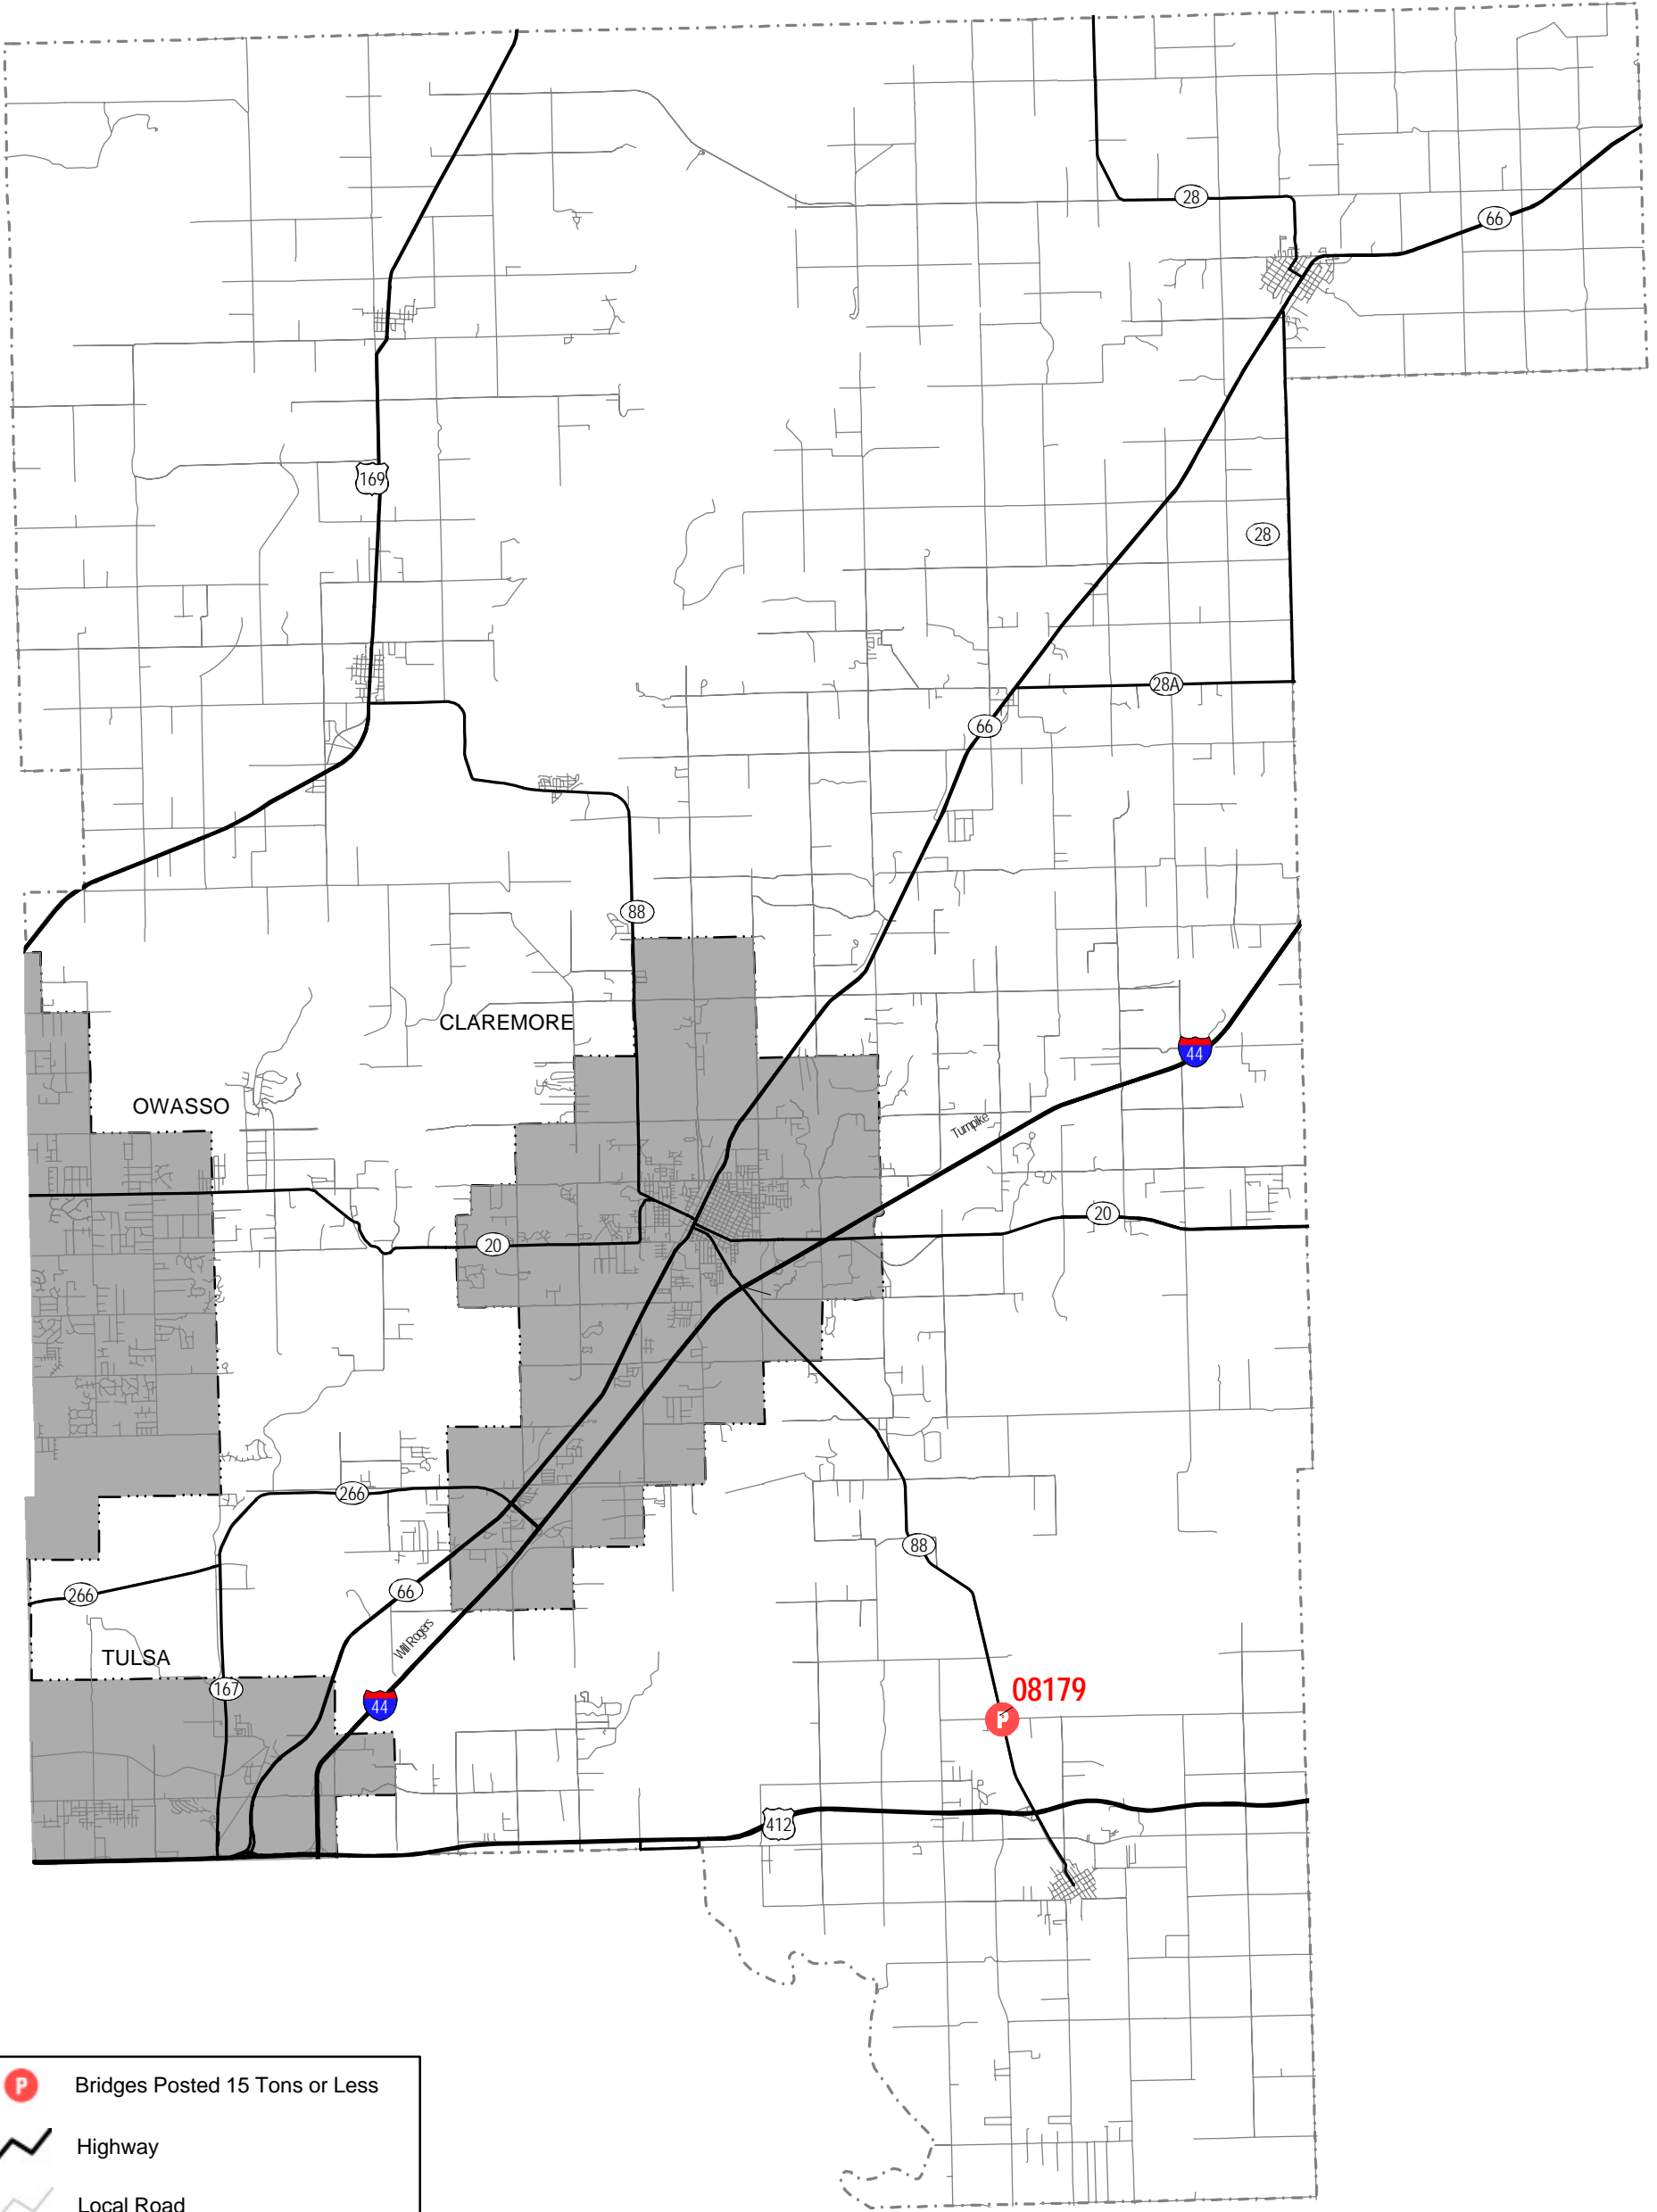 28
66
169
28
28A
66
88
CLAREMORE
44
OWASSO
Turnpike
20
20
266
88
266
66
Will Rogers
TULSA
167
44
08179
P
412
P Bridges Posted 15 Tons or Less
Highway
Local Road